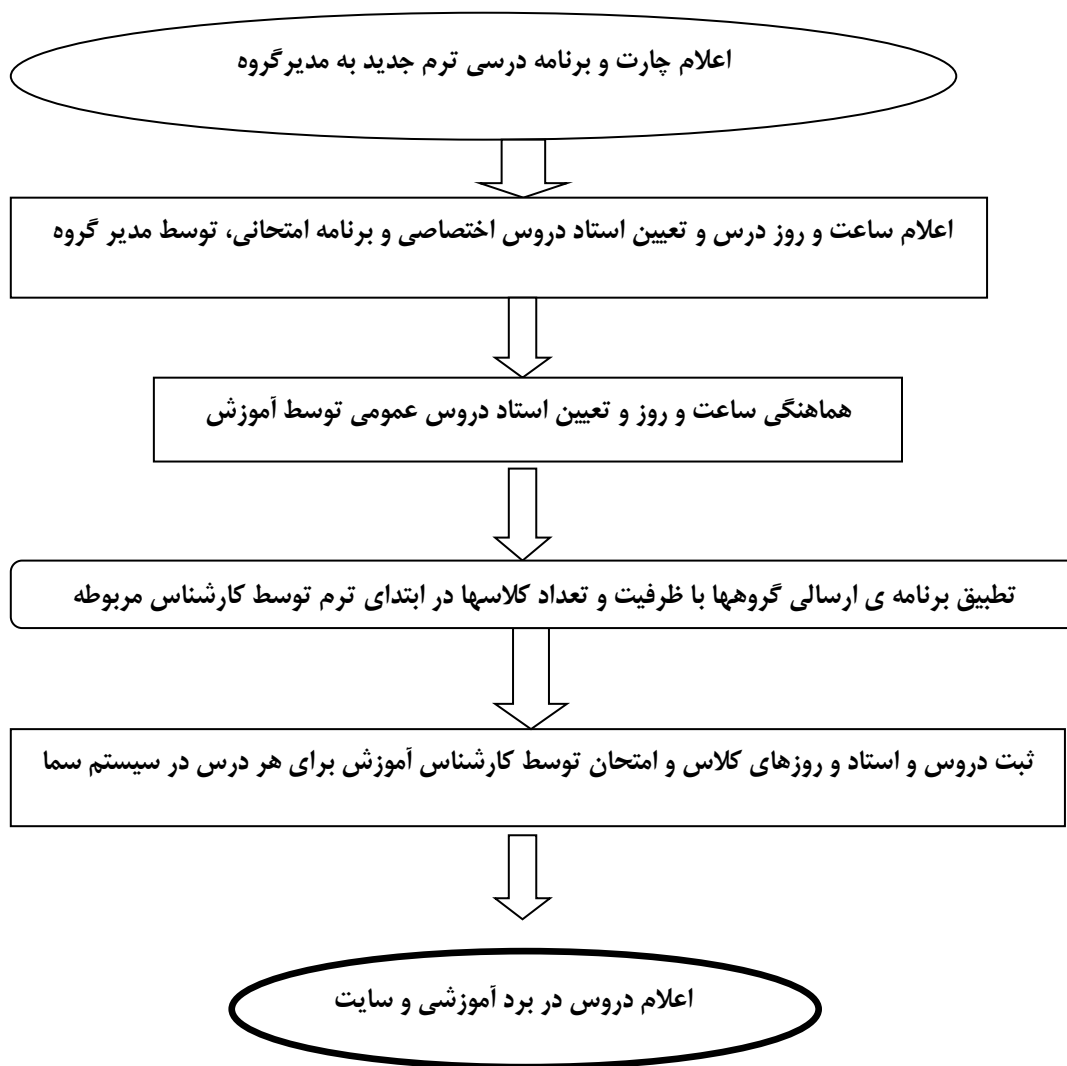 اعلام چارت و برنامه درسی ترم جدید به مدیرگروه
اعلام ساعت و روز درس و تعیین استاد دروس اختصاصی و برنامه امتحانی، توسط مدیر گروه
هماهنگی ساعت و روز و تعیین استاد دروس عمومی توسط آموزش
تطبیق برنامه ی ارسالی گروهها با ظرفیت و تعداد کلاسها در ابتدای ترم توسط کارشناس مربوطه
ثبت دروس و استاد و روزهای کلاس و امتحان توسط کارشناس آموزش برای هر درس در سیستم سما
اعلام دروس در برد آموزشی و سایت